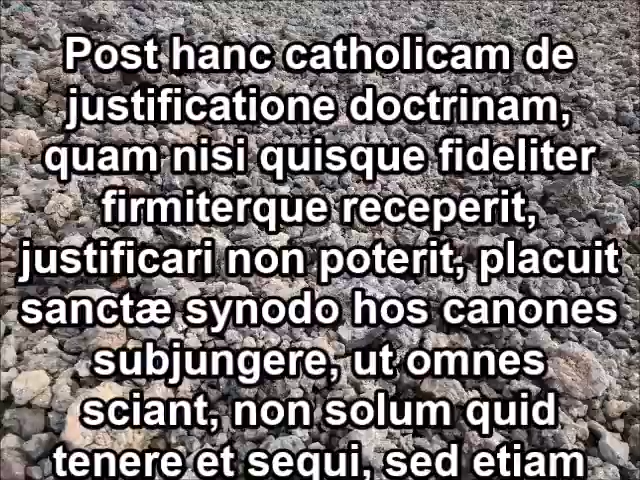 Post hanc catholicam de
justificatione doctrinam,
quam nisi quisque fideliter
firmiterque receperit,
justificari non poterit, placuit
sanctæ synodo hos canones
subjungere, ut omnes
sciant, non solum quid
tenere et sequi, sed etiam